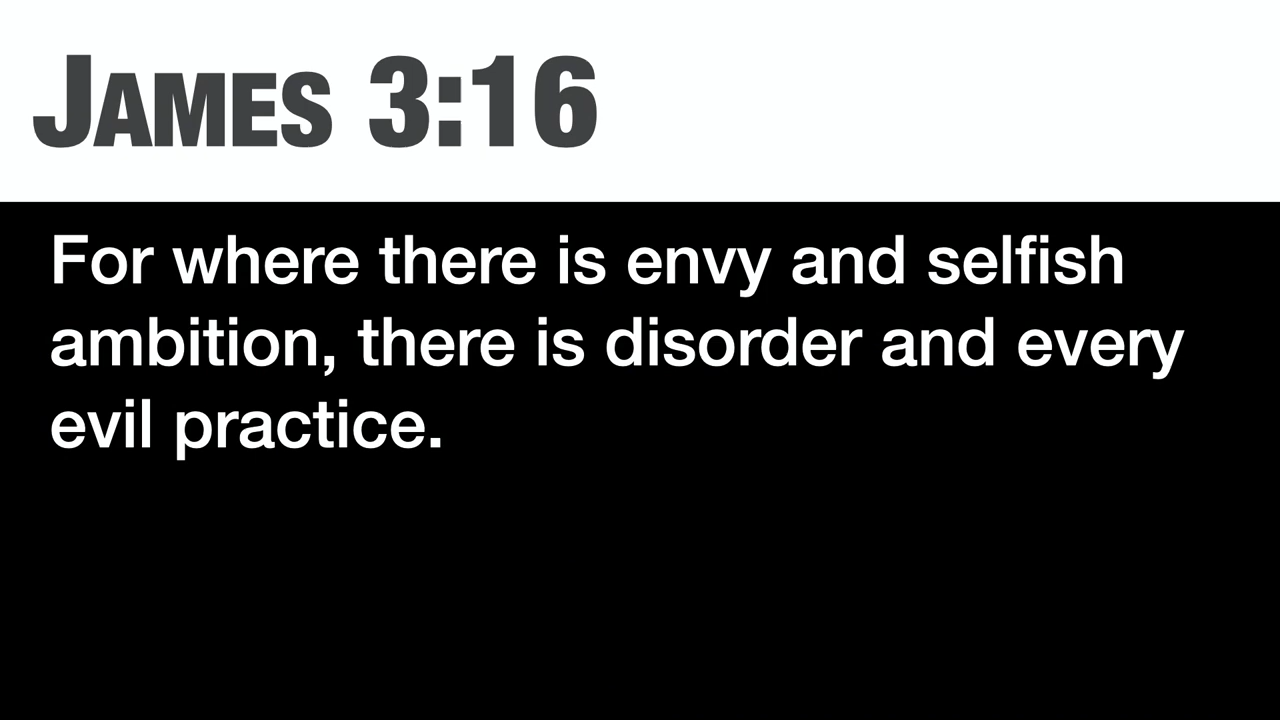 James 3:16
For where there is envy and selfish
ambition, there is disorder and every
evil practice.